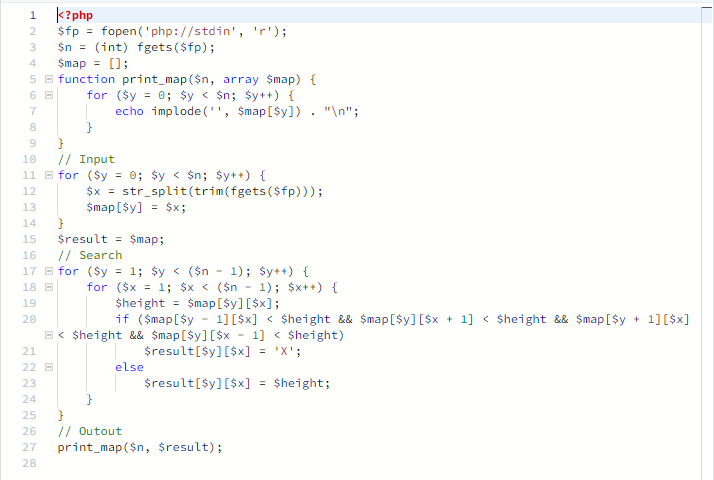 1 <?php
2 $fp = fopen('php://stdin', 'r');
3 $n = (int) fgets($fp);
4 $map = [];
5 function print_map($n, array $map) {
6     for ($y = 0; $y < $n; $y++) {
7         echo implode('', $map[$y]) . "\n";
8     }
9 }
10 // Input
11 for ($y = 0; $y < $n; $y++) {
12     $x = str_split(trim(fgets($fp)));
13     $map[$y] = $x;
14 }
15 $result = $map;
16 // Search
17 for ($y = 1; $y < ($n - 1); $y++) {
18     for ($x = 1; $x < ($n - 1); $x++) {
19         $height = $map[$y][$x];
20         if ($map[$y - 1][$x] < $height && $map[$y][$x + 1] < $height && $map[$y + 1][$x]
< $height && $map[$y][$x - 1] < $height)
21             $result[$y][$x] = 'X';
22         else
23             $result[$y][$x] = $height;
24     }
25 }
26 // Outout
27 print_map($n, $result);
28